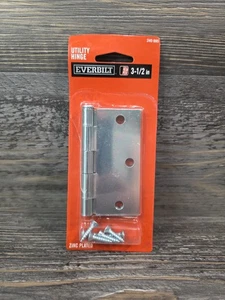 UTILITY
HINGE
EVERBILT
3-1/2 in
ZINC PLATED